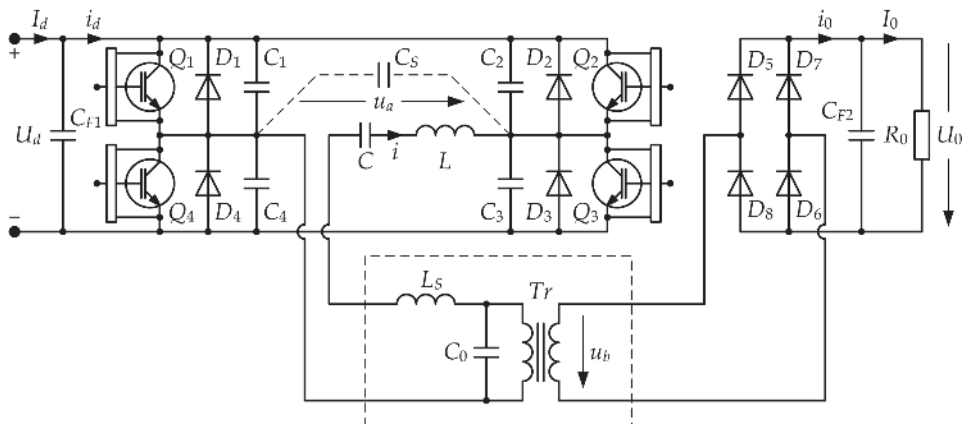 I_d i_d i_0 I_0
+
Q_1 D_1 C_1 C_S C_2 D_2 Q_2 D_5 D_7
u_a
U_d C_F1 C_F2 R_0 U_0
C i L
Q_4 D_4 C_4 C_3 D_3 Q_3 D_8 D_6
−
L_S Tr
C_0 u_b